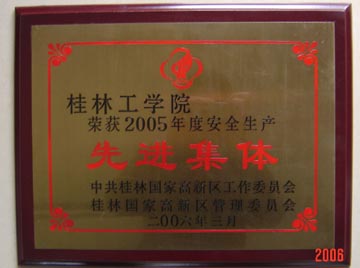 桂林工学院
荣获2005年度安全生产
先进集体
中共桂林国家高新区工作委员会
桂林国家高新区管理委员会
二〇〇六年三月
2006